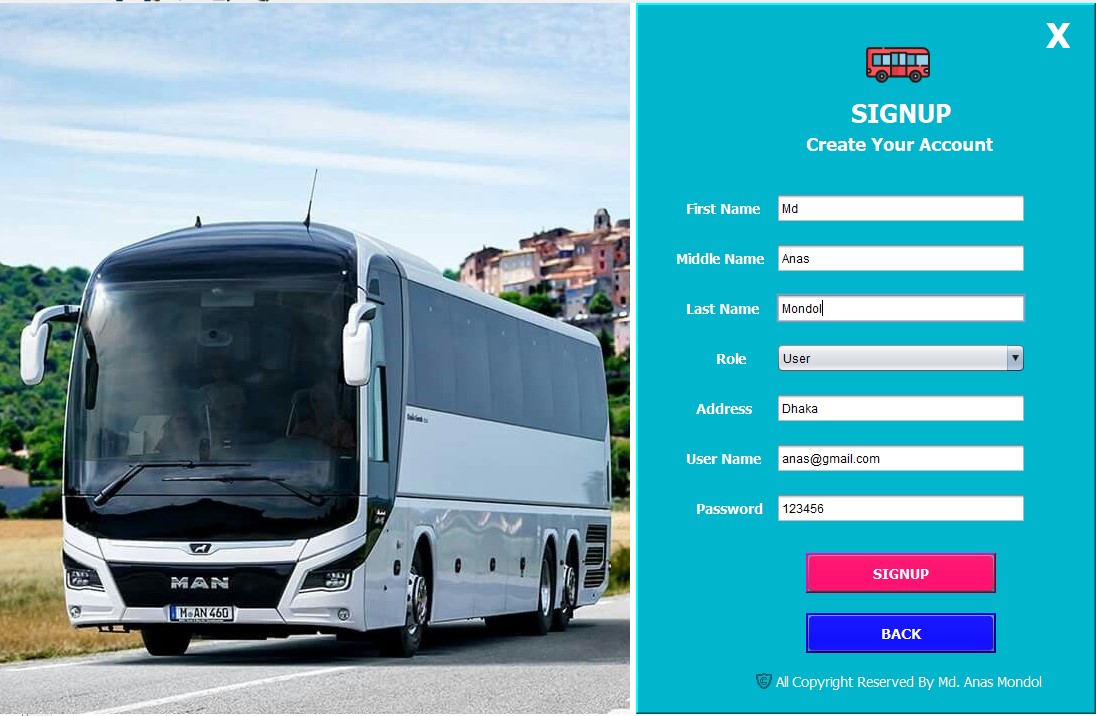 MAN
M AN 460
X
SIGNUP
Create Your Account
First Name Md
Middle Name Anas
Last Name Mondol
Role User
Address Dhaka
User Name anas@gmail.com
Password 123456
SIGNUP
BACK
All Copyright Reserved By Md. Anas Mondol